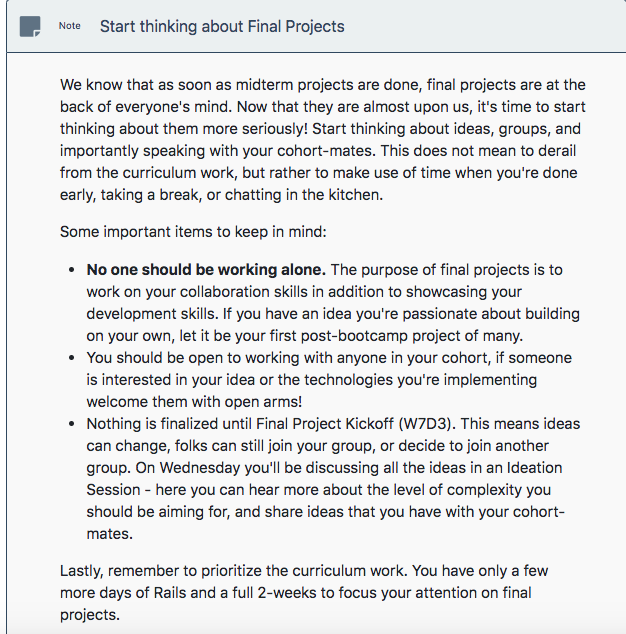 Note Start thinking about Final Projects
We know that as soon as midterm projects are done, final projects are at the
back of everyone's mind. Now that they are almost upon us, it's time to start
thinking about them more seriously! Start thinking about ideas, groups, and
importantly speaking with your cohort-mates. This does not mean to derail
from the curriculum work, but rather to make use of time when you're done
early, taking a break, or chatting in the kitchen.
Some important items to keep in mind:
• No one should be working alone. The purpose of final projects is to
work on your collaboration skills in addition to showcasing your
development skills. If you have an idea you're passionate about building
on your own, let it be your first post-bootcamp project of many.
• You should be open to working with anyone in your cohort, if someone
is interested in your idea or the technologies you're implementing
welcome them with open arms!
• Nothing is finalized until Final Project Kickoff (W7D3). This means ideas
can change, folks can still join your group, or decide to join another
group. On Wednesday you'll be discussing all the ideas in an Ideation
Session - here you can hear more about the level of complexity you
should be aiming for, and share ideas that you have with your cohort-
mates.
Lastly, remember to prioritize the curriculum work. You have only a few
more days of Rails and a full 2-weeks to focus your attention on final
projects.